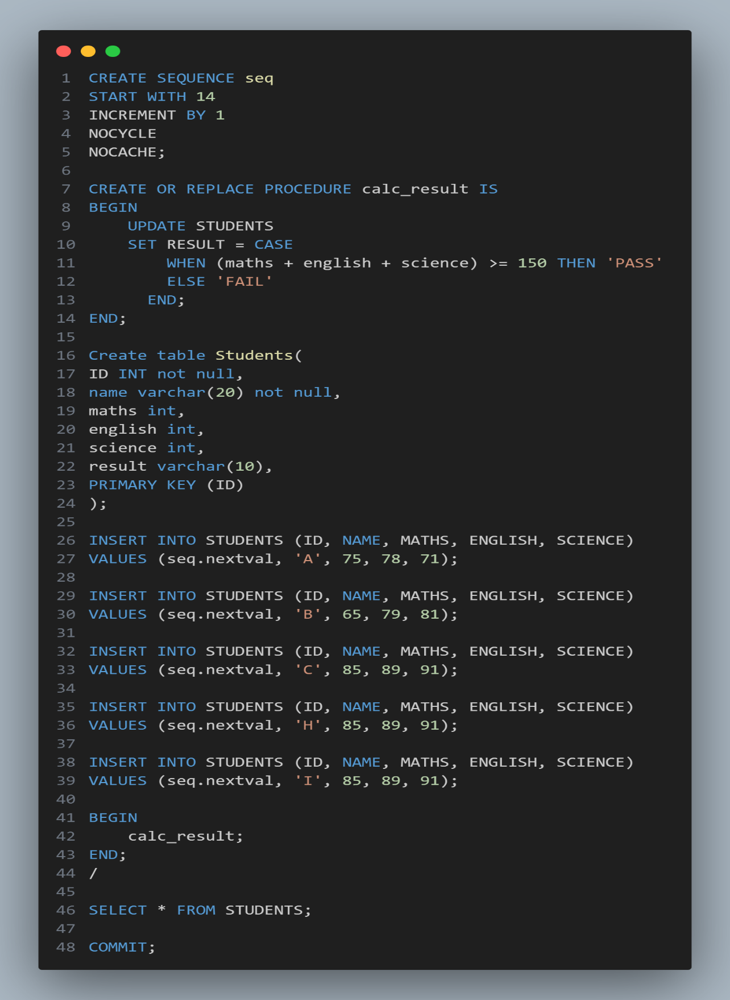 1 CREATE SEQUENCE seq
2 START WITH 14
3 INCREMENT BY 1
4 NOCYCLE
5 NOCACHE;
6
7 CREATE OR REPLACE PROCEDURE calc_result IS
8 BEGIN
9     UPDATE STUDENTS
10     SET RESULT = CASE
11         WHEN (maths + english + science) >= 150 THEN 'PASS'
12         ELSE 'FAIL'
13       END;
14 END;
15
16 Create table Students(
17 ID INT not null,
18 name varchar(20) not null,
19 maths int,
20 english int,
21 science int,
22 result varchar(10),
23 PRIMARY KEY (ID)
24 );
25
26 INSERT INTO STUDENTS (ID, NAME, MATHS, ENGLISH, SCIENCE)
27 VALUES (seq.nextval, 'A', 75, 78, 71);
28
29 INSERT INTO STUDENTS (ID, NAME, MATHS, ENGLISH, SCIENCE)
30 VALUES (seq.nextval, 'B', 65, 79, 81);
31
32 INSERT INTO STUDENTS (ID, NAME, MATHS, ENGLISH, SCIENCE)
33 VALUES (seq.nextval, 'C', 85, 89, 91);
34
35 INSERT INTO STUDENTS (ID, NAME, MATHS, ENGLISH, SCIENCE)
36 VALUES (seq.nextval, 'H', 85, 89, 91);
37
38 INSERT INTO STUDENTS (ID, NAME, MATHS, ENGLISH, SCIENCE)
39 VALUES (seq.nextval, 'I', 85, 89, 91);
40
41 BEGIN
42     calc_result;
43 END;
44 /
45
46 SELECT * FROM STUDENTS;
47
48 COMMIT;